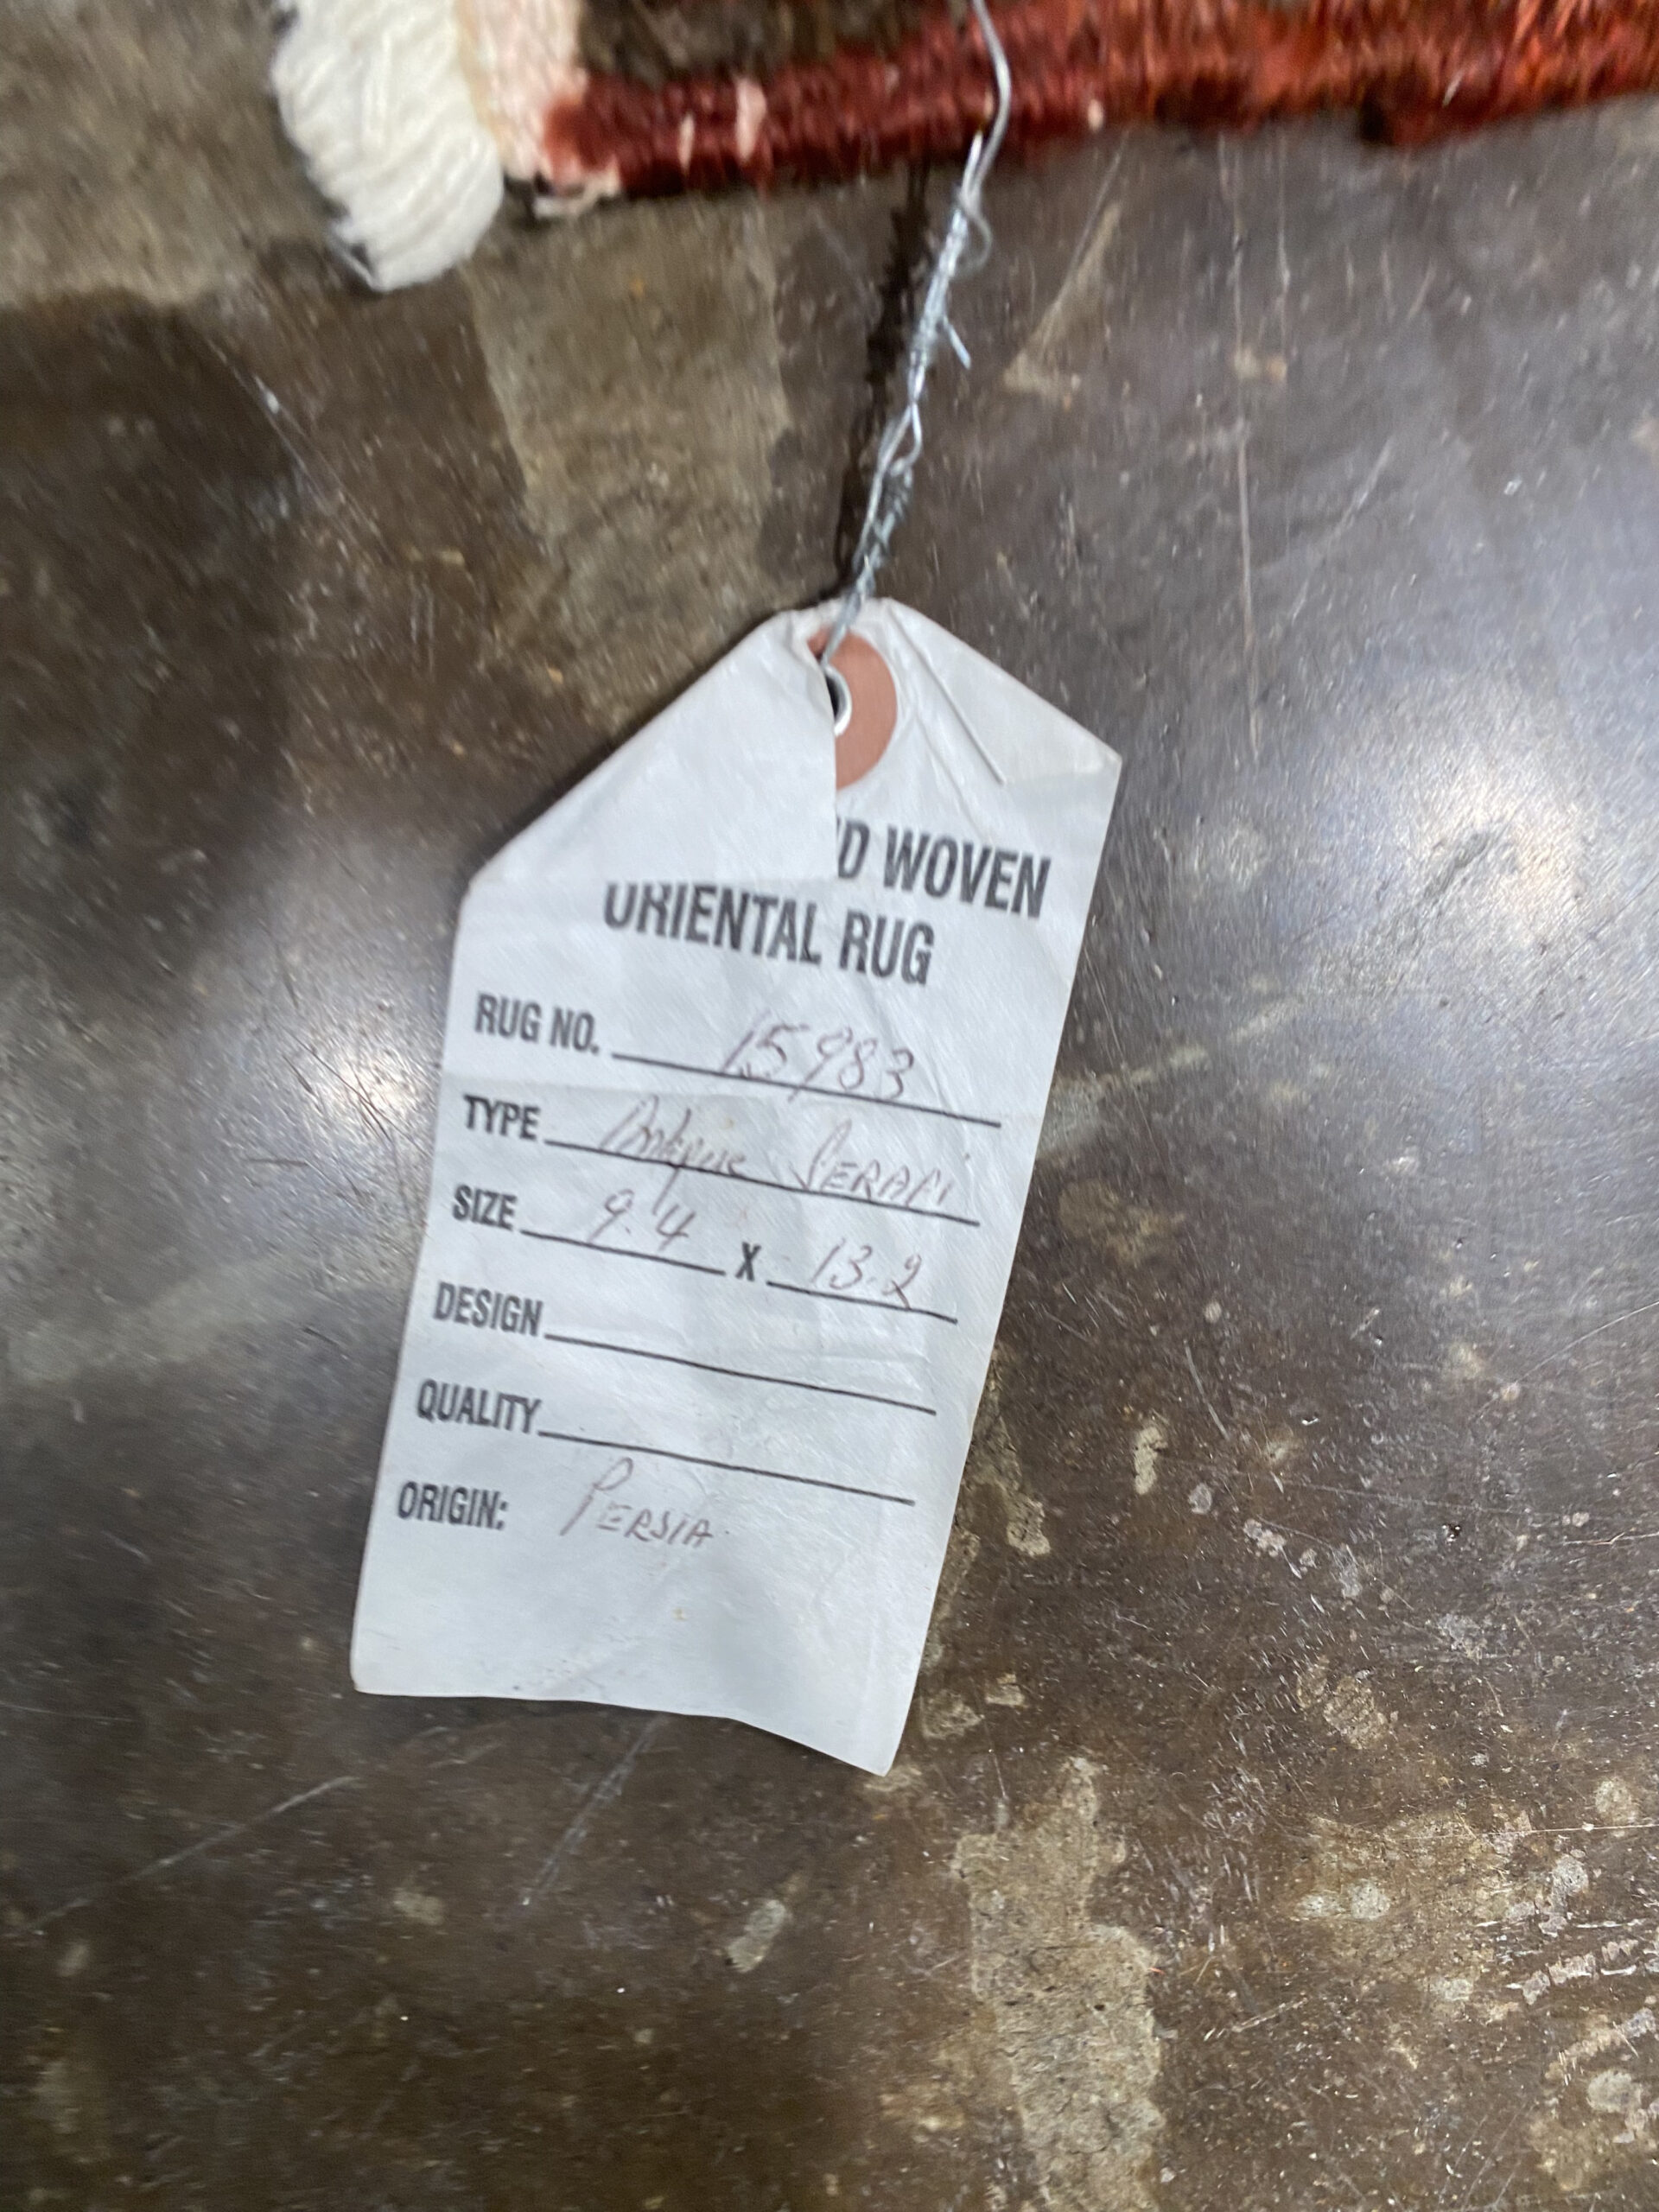 D WOVEN
ORIENTAL RUG
RUG NO. 15983
TYPE Antique SERAPI
SIZE 9.4 X 13.2
DESIGN
QUALITY
ORIGIN: PERSIA